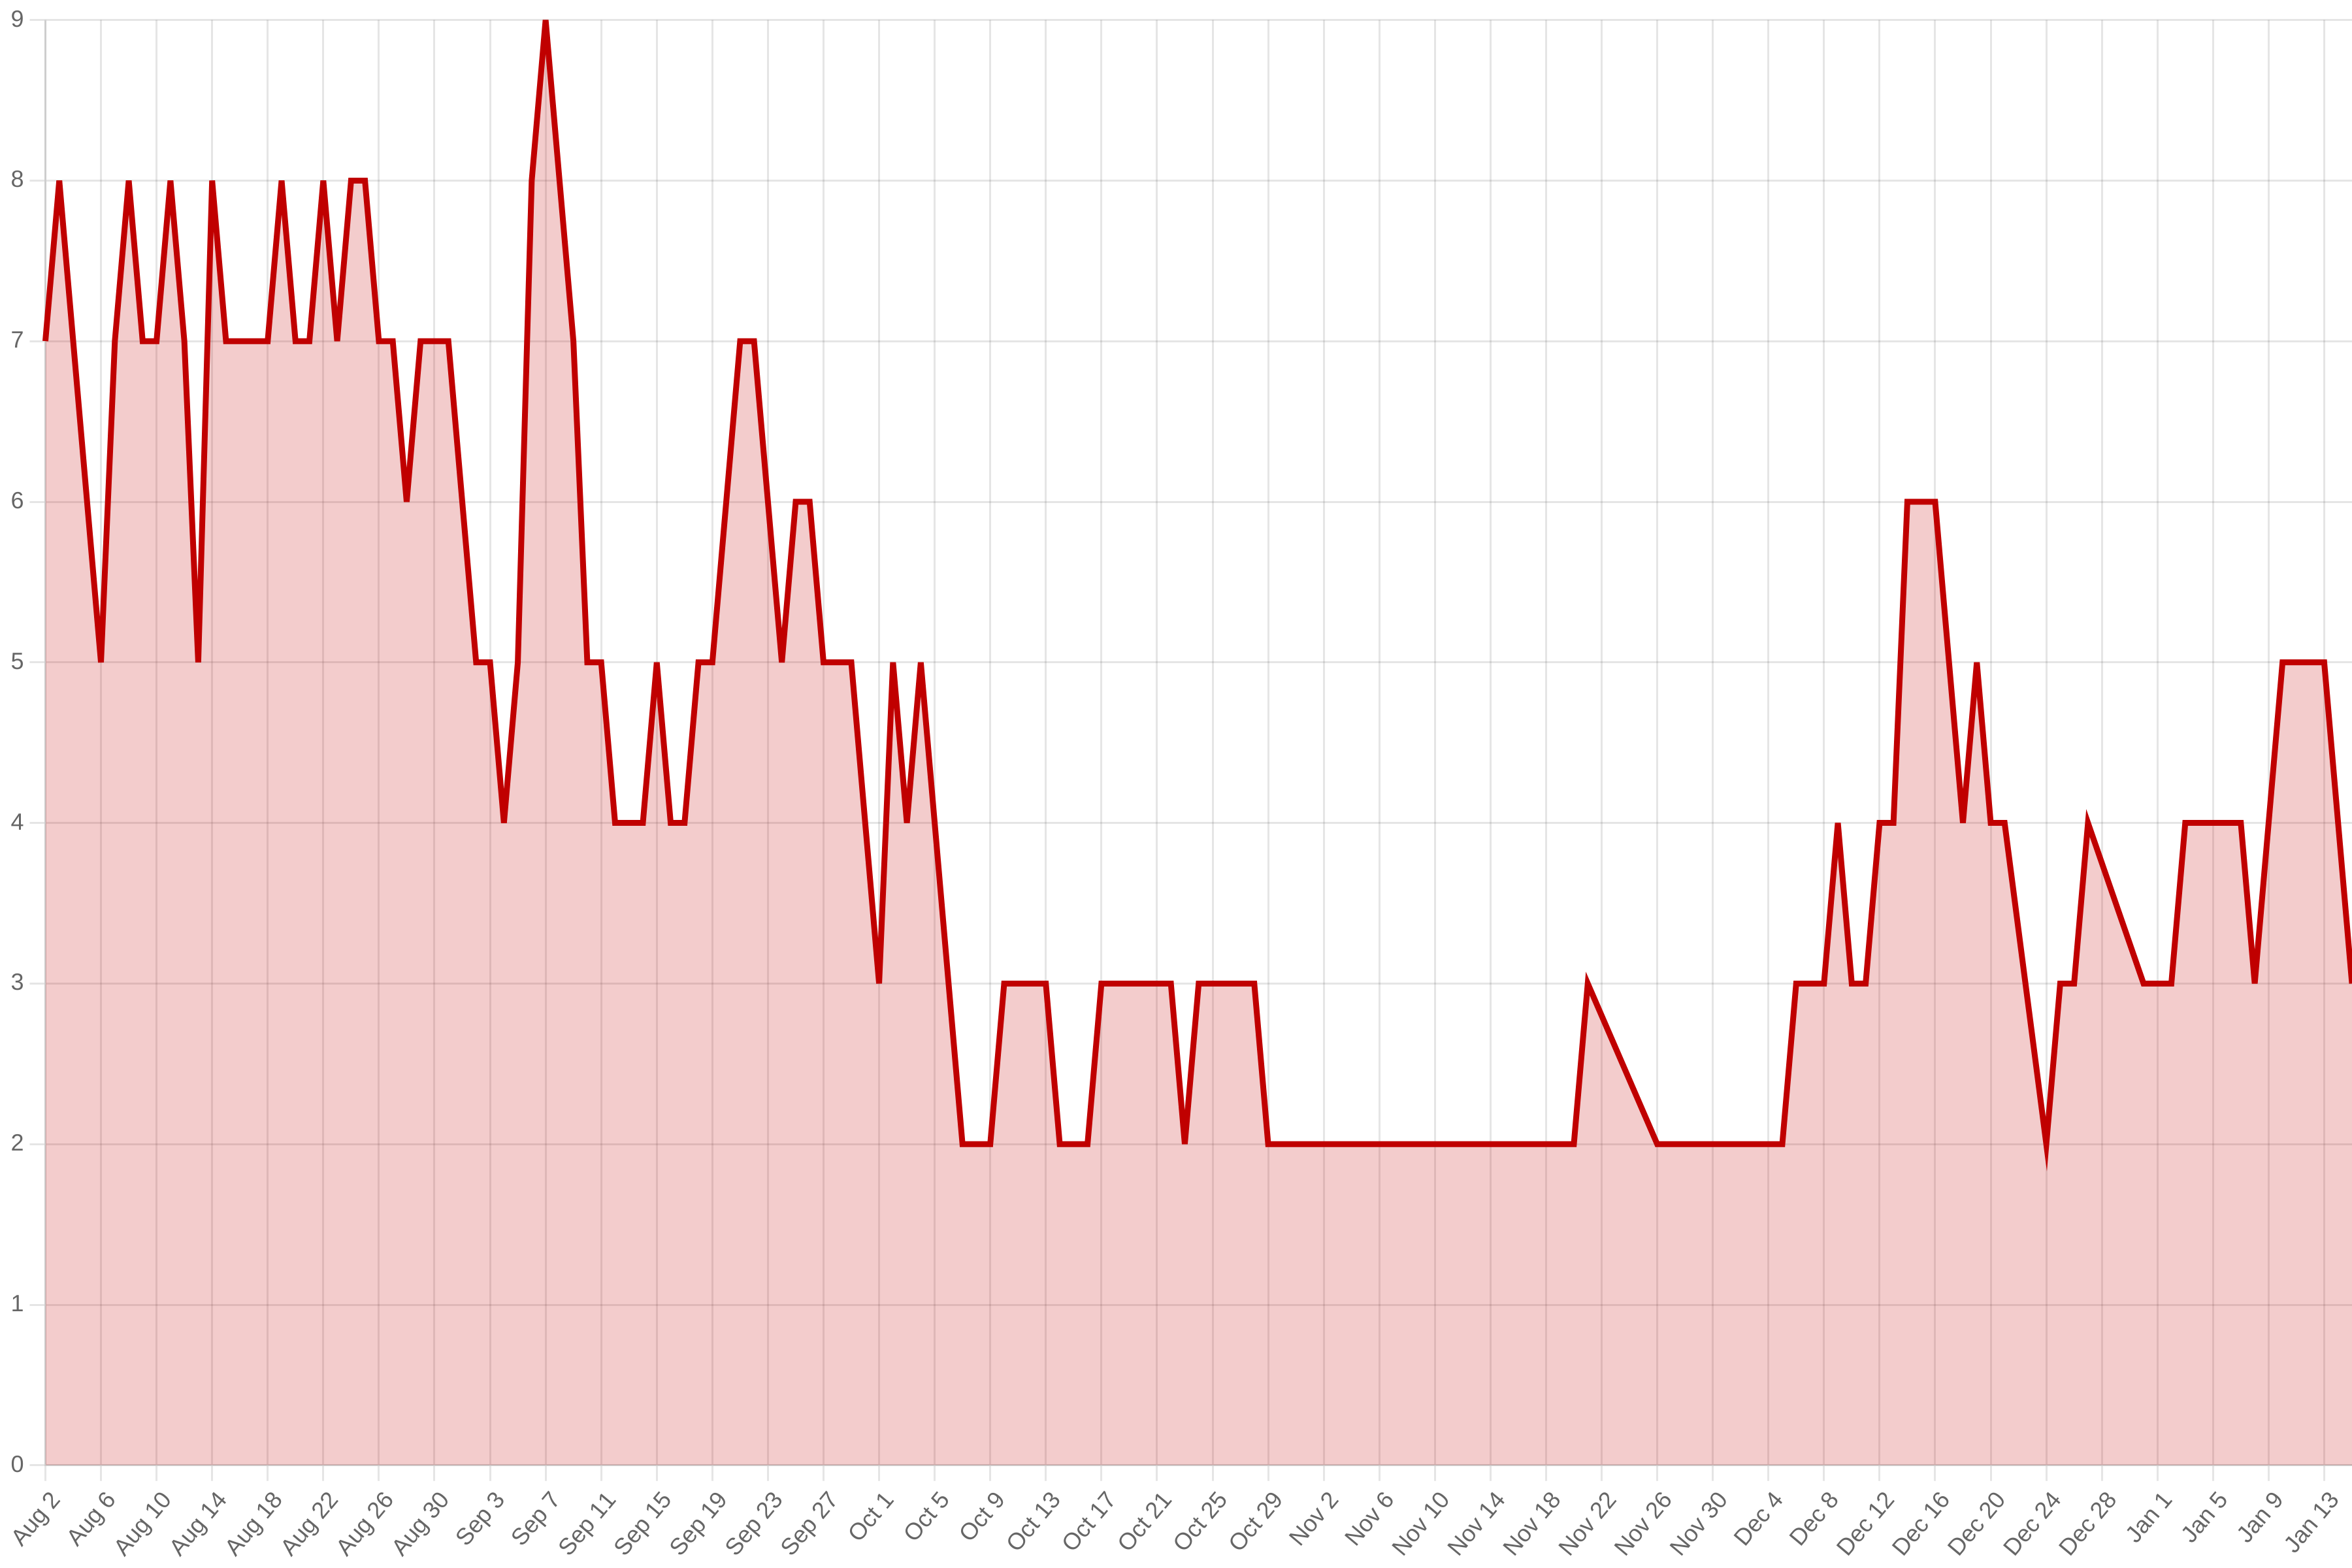 9
8
7
6
5
4
3
2
1
0
Aug 2
Aug 6
Aug 10
Aug 14
Aug 18
Aug 22
Aug 26
Aug 30
Sep 3
Sep 7
Sep 11
Sep 15
Sep 19
Sep 23
Sep 27
Oct 1
Oct 5
Oct 9
Oct 13
Oct 17
Oct 21
Oct 25
Oct 29
Nov 2
Nov 6
Nov 10
Nov 14
Nov 18
Nov 22
Nov 26
Nov 30
Dec 4
Dec 8
Dec 12
Dec 16
Dec 20
Dec 24
Dec 28
Jan 1
Jan 5
Jan 9
Jan 13